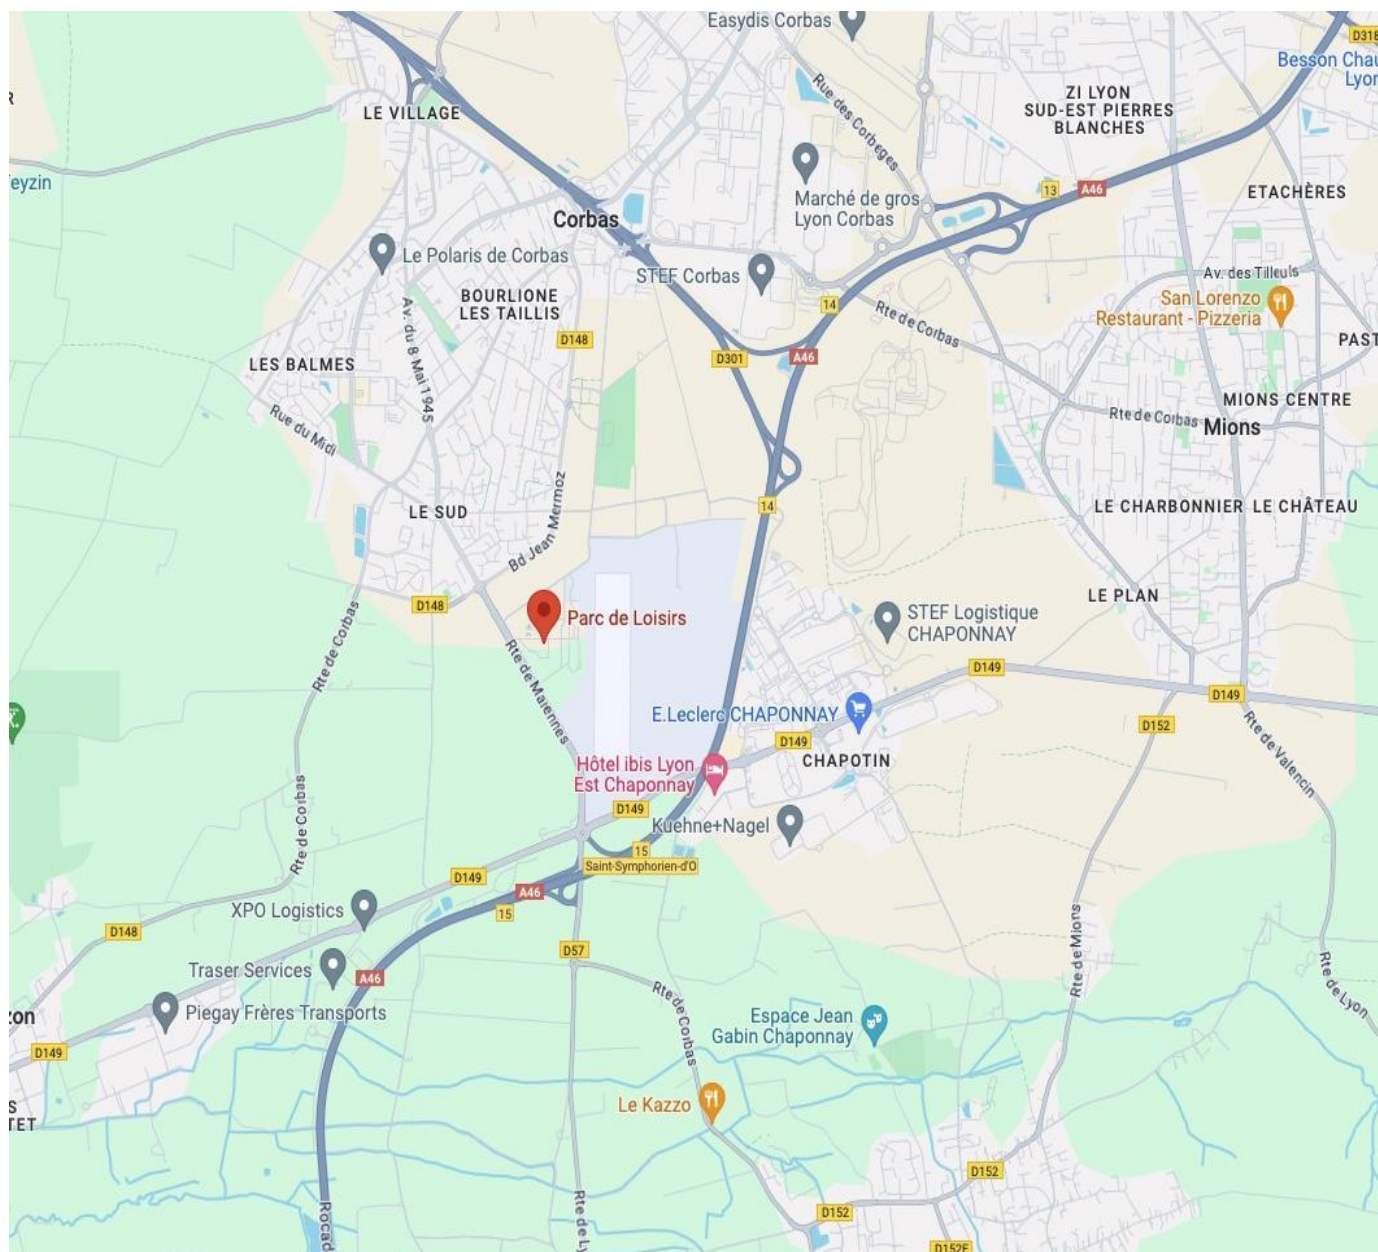 Easydis Corbas
D318
Besson Chau
Lyon
R
LE VILLAGE
Rue des Corbèges
ZI LYON
SUD-EST PIERRES
BLANCHES
Feyzin
Marché de gros
Lyon Corbas
13
A46
ETACHÈRES
Corbas
Le Polaris de Corbas
STEF Corbas
Av. des Tilleuls
BOURLIONE
LES TAILLIS
Av. du 8 Mai 1945
14
Rte de Corbas
San Lorenzo
Restaurant - Pizzeria
D148
D301
A46
PAST
LES BALMES
Rue du Midi
MIONS CENTRE
Rte de Corbas
Mions
LE SUD
Bd Jean Mermoz
14
LE CHARBONNIER
LE CHÂTEAU
D148
LE PLAN
Parc de Loisirs
STEF Logistique
CHAPONNAY
Rte de Corbas
Rte de Marennes
D149
D149
E.Leclerc CHAPONNAY
D149
D152
Rte de Valencin
CHAPOTIN
Hôtel ibis Lyon
Est Chaponnay
D149
Rte de Corbas
Kuehne+Nagel
15
Saint-Symphorien-d'O
D149
A46
15
XPO Logistics
D148
D57
Rte de Mions
Traser Services
A46
Rte de Corbas
Rte de Lyon
Piegay Frères Transports
Espace Jean
Gabin Chaponnay
zon
D149
S
TET
Le Kazzo
D152
Rocad
Rte de Ly
D152
D152E